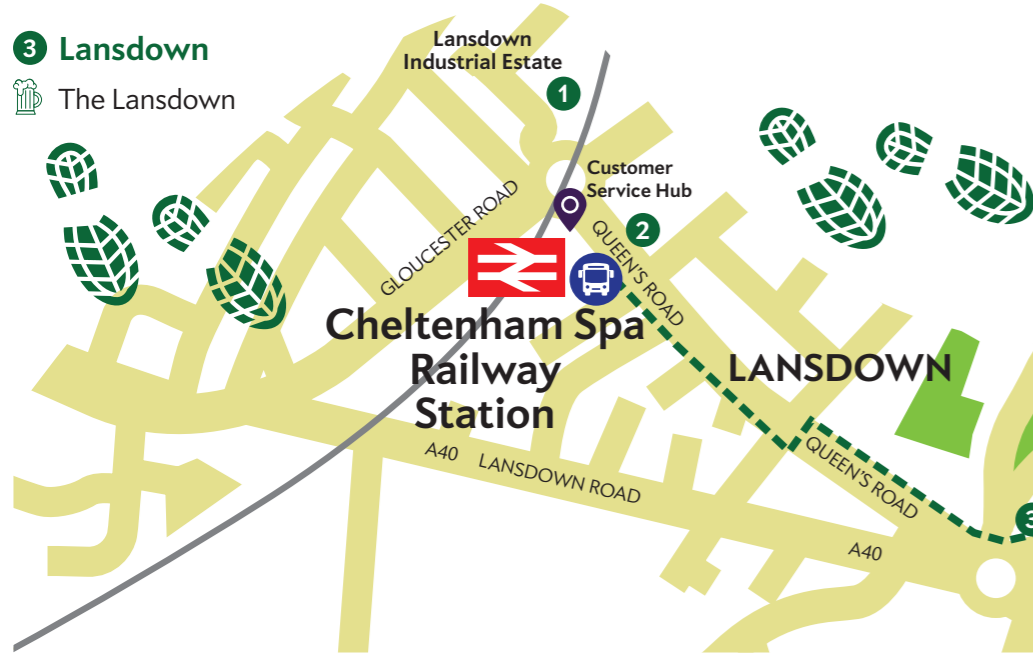 3 Lansdown
The Lansdown
Lansdown
Industrial Estate
1
Customer
Service Hub
2
GLOUCESTER ROAD
QUEEN'S ROAD
Cheltenham Spa
Railway
Station
LANSDOWN
A40 LANSDOWN ROAD
QUEEN'S ROAD
3
A40